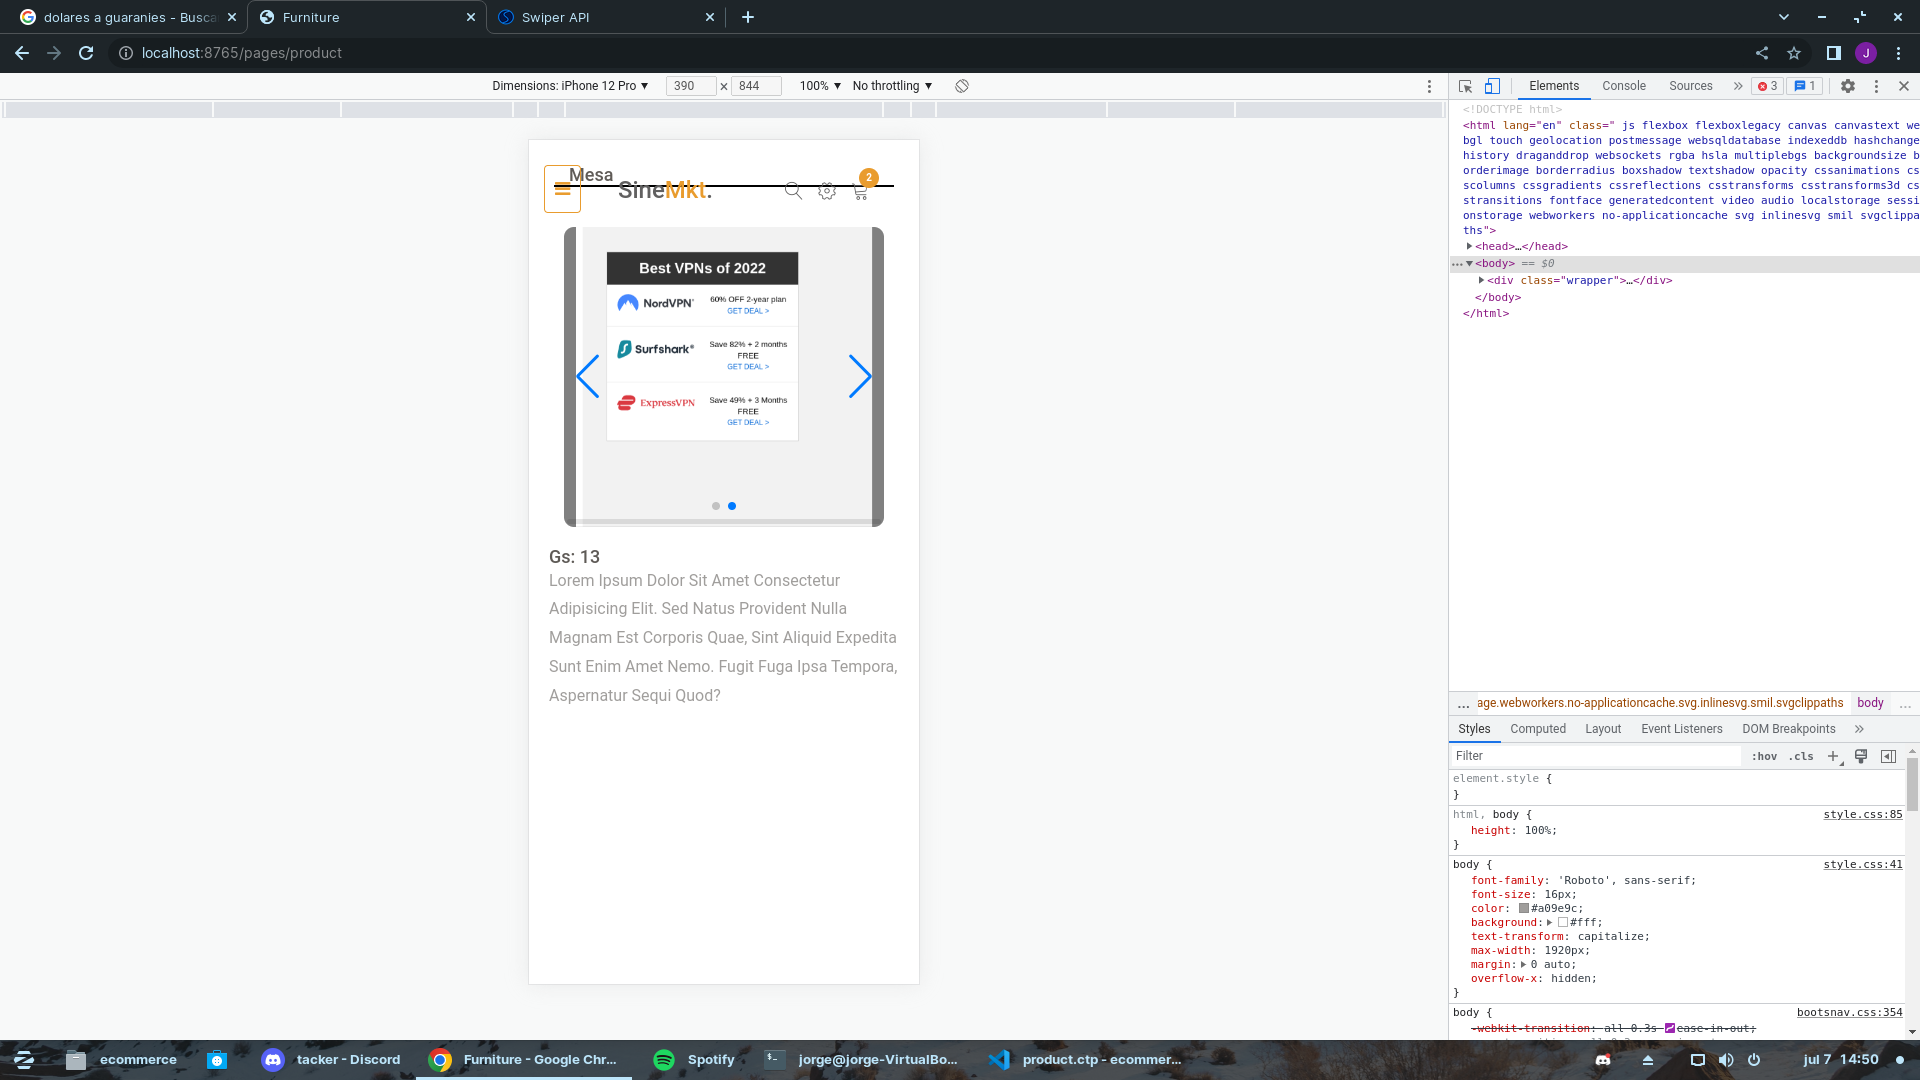 dolares a guaranies - Busca
Furniture
Swiper API
localhost:8765/pages/product
J
Dimensions: iPhone 12 Pro ▼ 390 × 844 100% ▼ No throttling ▼
Elements Console Sources » 3 1
<!DOCTYPE html>
<html lang="en" class=" js flexbox flexboxlegacy canvas canvastext we
bgl touch geolocation postmessage websqldatabase indexeddb hashchange
history draganddrop websockets rgba hsla multiplebgs backgroundsize b
orderimage borderradius boxshadow textshadow opacity cssanimations cs
scolumns cssgradients cssreflections csstransforms csstransforms3d cs
stransitions fontface generatedcontent video audio localstorage sessi
onstorage webworkers no-applicationcache svg inlinesvg smil svgclippa
ths">
<head>…</head>
<body> == $0
<div class="wrapper">…</div>
</body>
</html>
Mesa
SineMkt.
2
Best VPNs of 2022
NordVPN 60% OFF 2-year plan
GET DEAL >
Surfshark® Save 82% + 2 months
FREE
GET DEAL >
ExpressVPN Save 49% + 3 Months
FREE
GET DEAL >
Gs: 13
Lorem Ipsum Dolor Sit Amet Consectetur
Adipisicing Elit. Sed Natus Provident Nulla
Magnam Est Corporis Quae, Sint Aliquid Expedita
Sunt Enim Amet Nemo. Fugit Fuga Ipsa Tempora,
Aspernatur Sequi Quod?
... age.webworkers.no-applicationcache.svg.inlinesvg.smil.svgclippaths body ...
Styles Computed Layout Event Listeners DOM Breakpoints »
Filter :hov .cls +
element.style {
}
html, body { style.css:85
height: 100%;
}
body { style.css:41
font-family: 'Roboto', sans-serif;
font-size: 16px;
color: #a09e9c;
background: #fff;
text-transform: capitalize;
max-width: 1920px;
margin: 0 auto;
overflow-x: hidden;
}
body { bootsnav.css:354
-webkit-transition: all 0.3s ease-in-out;
ecommerce
tacker - Discord
Furniture - Google Chr...
Spotify
jorge@jorge-VirtualBo...
product.ctp - ecommer...
jul 7 14:50